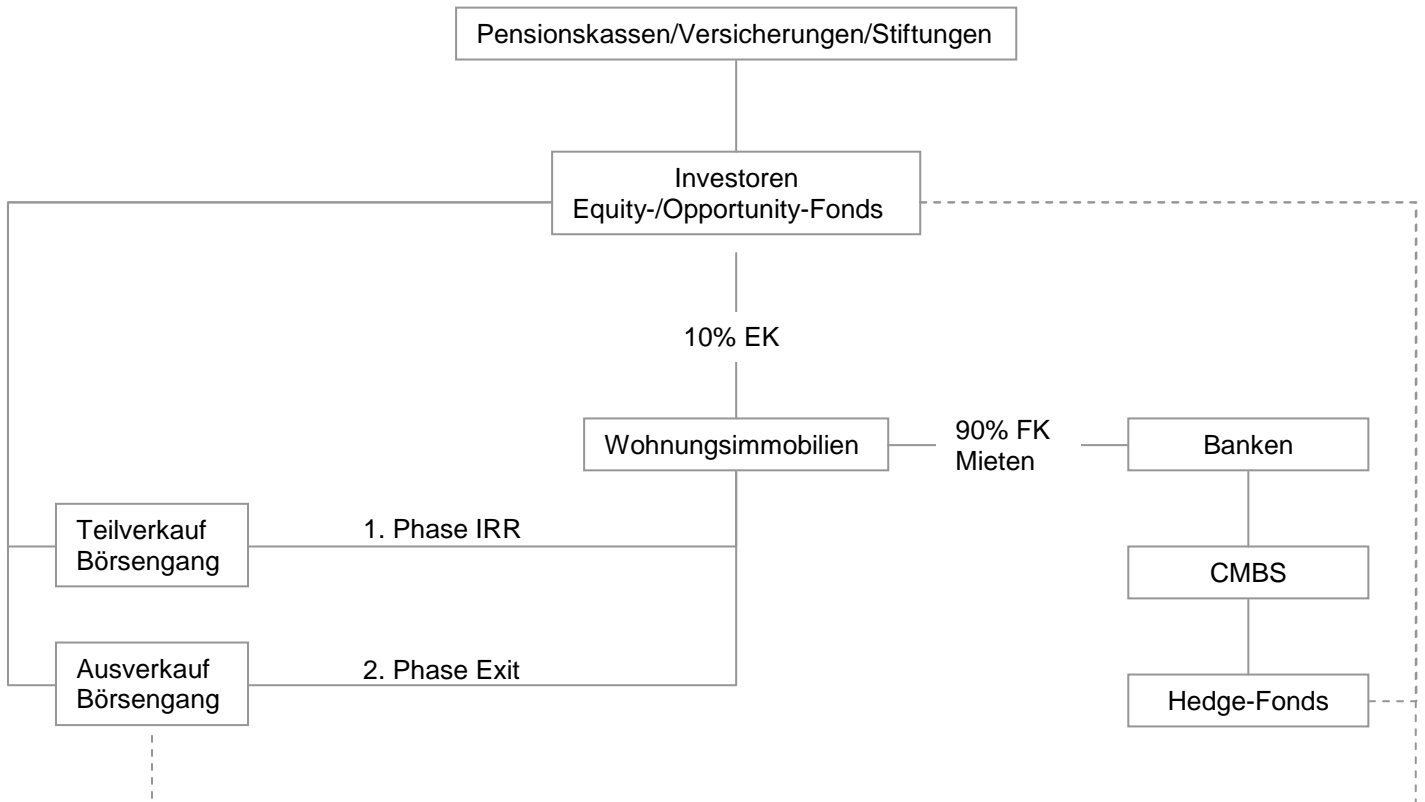 Pensionskassen/Versicherungen/Stiftungen
Investoren
Equity-/Opportunity-Fonds
10% EK
Wohnungsimmobilien
90% FK
Mieten
Banken
Teilverkauf
Börsengang
1. Phase IRR
CMBS
Ausverkauf
Börsengang
2. Phase Exit
Hedge-Fonds